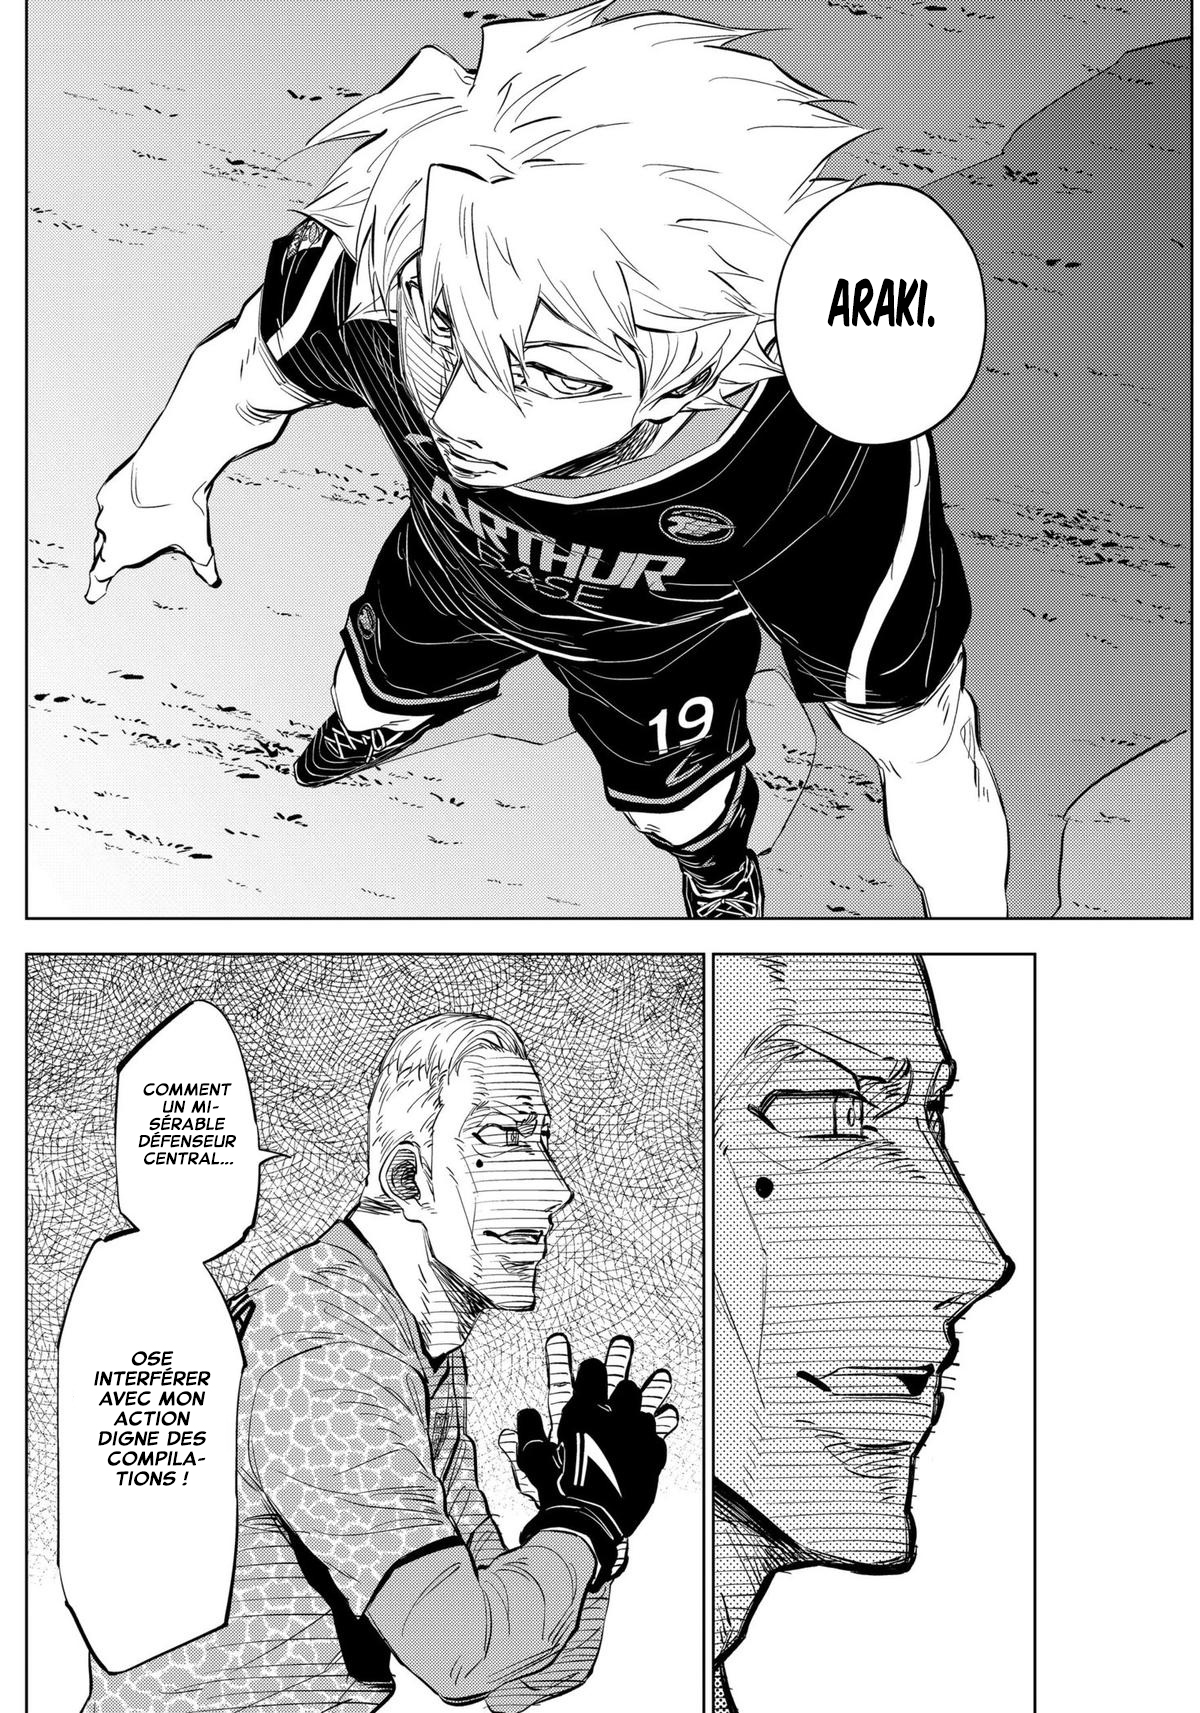 ARAKI.
ARTHUR
BASE
19
COMMENT
UN MI-
SÉRABLE
DÉFENSEUR
CENTRAL...
OSE
INTERFÉRER
AVEC MON
ACTION
DIGNE DES
COMPILA-
TIONS !